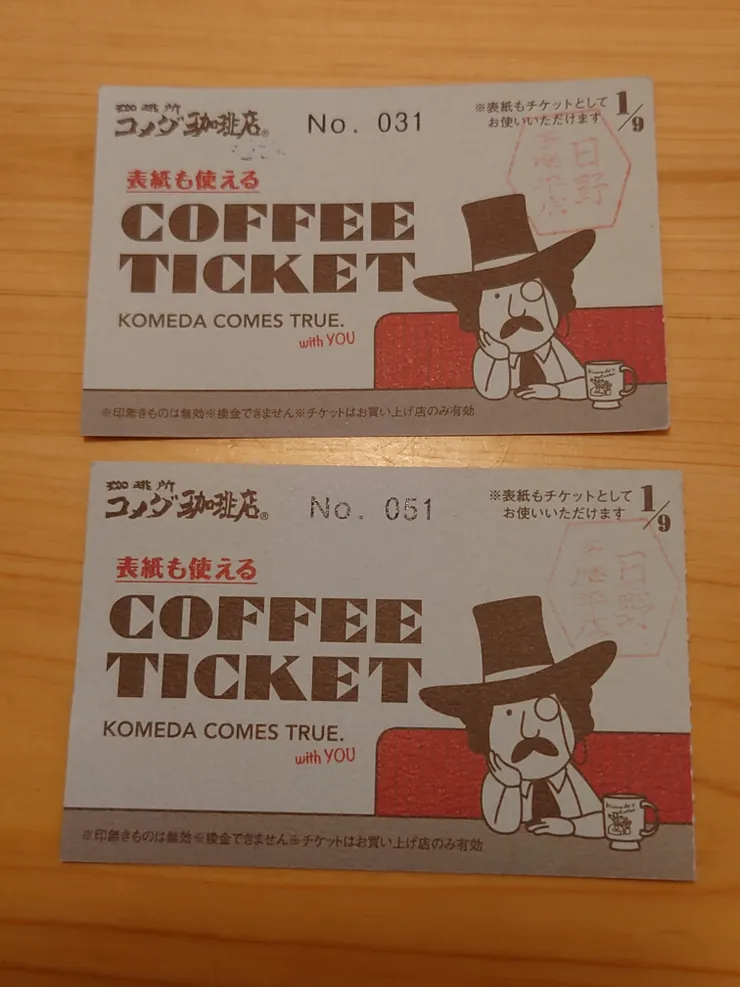 珈琲所
コメダ珈琲店®
No. 031
※表紙もチケットとして
お使いいただけます
1/9
日野
表紙も使える
COFFEE
TICKET
KOMEDA COMES TRUE.
with YOU
※印無きものは無効※換金できません※チケットはお買い上げ店のみ有効
珈琲所
コメダ珈琲店®
No. 051
※表紙もチケットとして
お使いいただけます
1/9
日野
表紙も使える
COFFEE
TICKET
KOMEDA COMES TRUE.
with YOU
※印無きものは無効※換金できません※チケットはお買い上げ店のみ有効